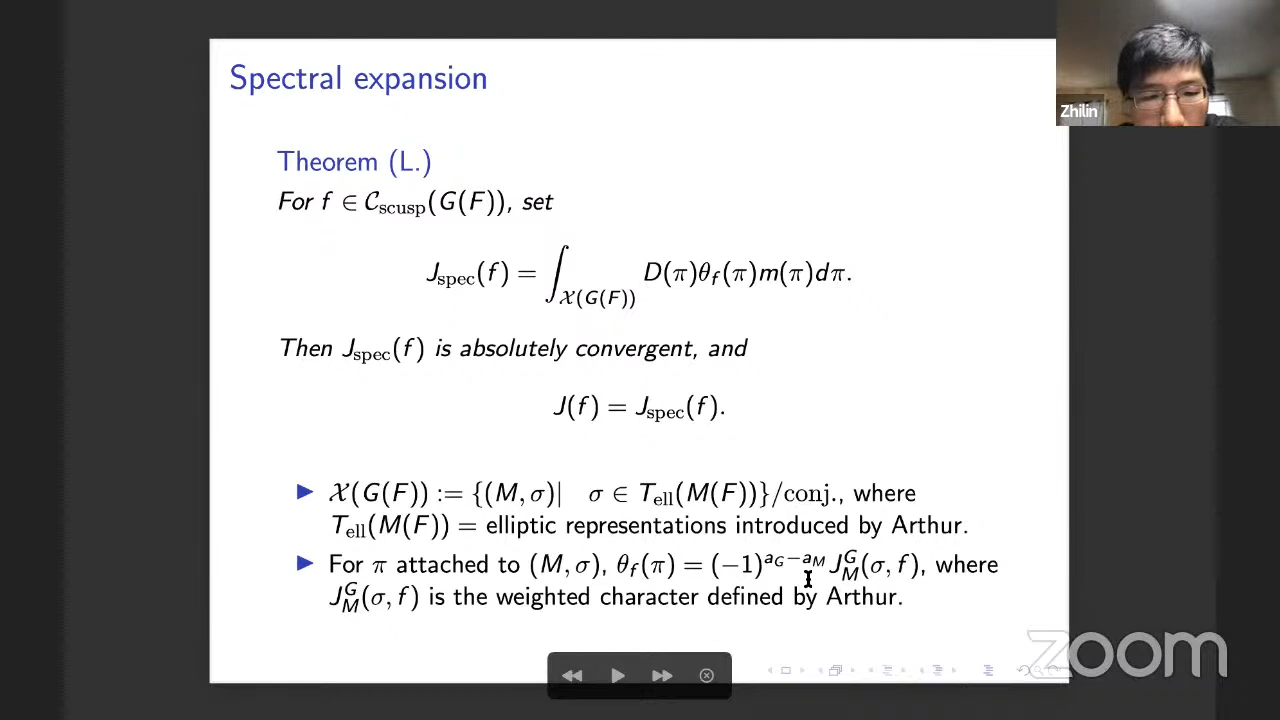 Spectral expansion
Zhilin
Theorem (L.)
For f ∈ 𝒞_scusp(G(F)), set
J_spec(f) = ∫_{𝒳(G(F))} D(π)θ_f(π)m(π)dπ.
Then J_spec(f) is absolutely convergent, and
J(f) = J_spec(f).
▶ 𝒳(G(F)) := {(M, σ)| σ ∈ T_ell(M(F))}/conj., where
T_ell(M(F)) = elliptic representations introduced by Arthur.
▶ For π attached to (M, σ), θ_f(π) = (−1)^{a_G−a_M} J_M^G(σ, f), where
J_M^G(σ, f) is the weighted character defined by Arthur.
zoom